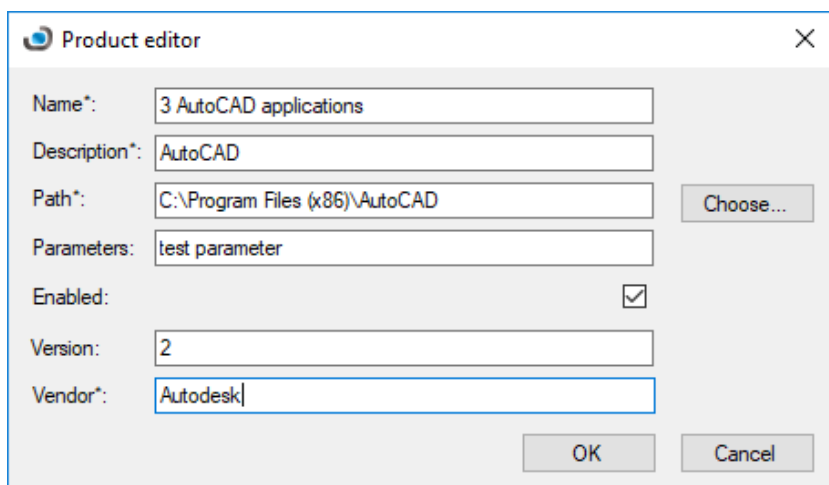 Product editor
Name*: 3 AutoCAD applications
Description*: AutoCAD
Path*: C:\Program Files (x86)\AutoCAD Choose...
Parameters: test parameter
Enabled:
Version: 2
Vendor*: Autodesk
OK Cancel